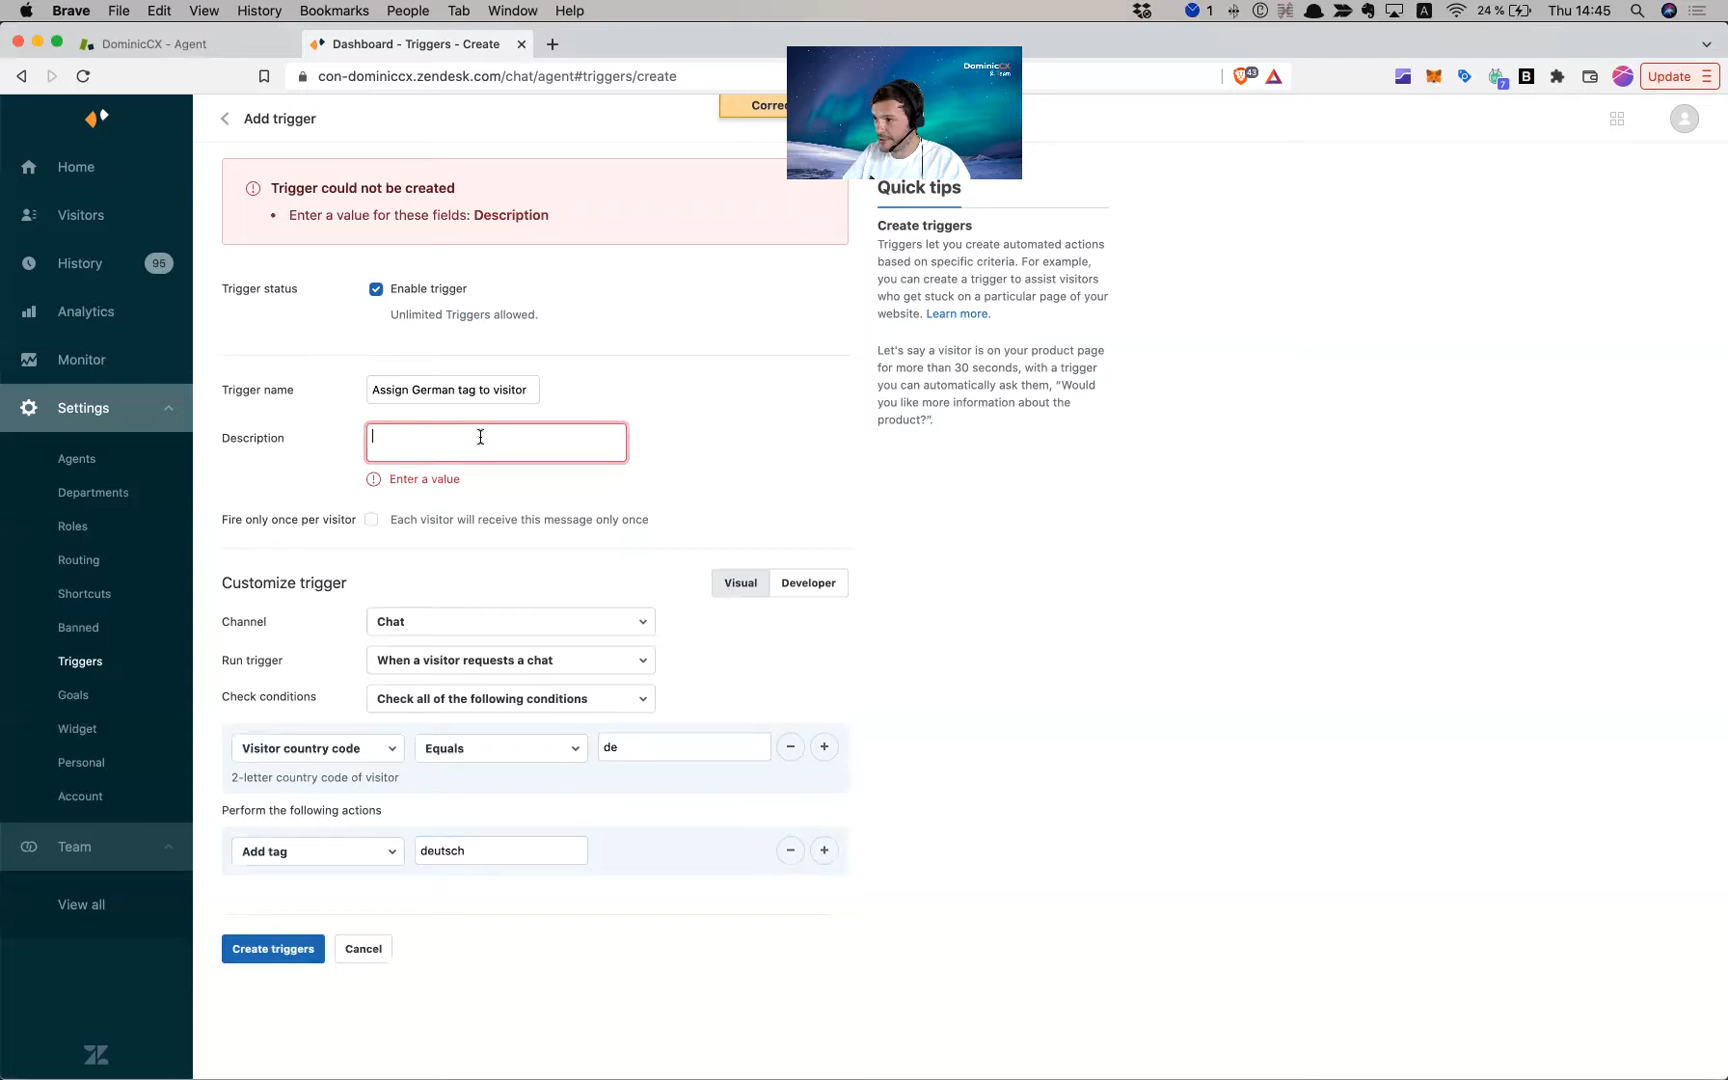 Brave File Edit View History Bookmarks People Tab Window Help
1 A 24 % Thu 14:45
DominicCX - Agent
Dashboard - Triggers - Create
con-dominiccx.zendesk.com/chat/agent#triggers/create
43
7
B
Update
Add trigger
DominicCX
& Team
Home
Visitors
History 95
Analytics
Monitor
Settings
Agents
Departments
Roles
Routing
Shortcuts
Banned
Triggers
Goals
Widget
Personal
Account
Team
View all
Trigger could not be created
• Enter a value for these fields: Description
Trigger status Enable trigger
Unlimited Triggers allowed.
Trigger name Assign German tag to visitor
Description
Enter a value
Fire only once per visitor Each visitor will receive this message only once
Customize trigger Visual Developer
Channel Chat
Run trigger When a visitor requests a chat
Check conditions Check all of the following conditions
Visitor country code Equals de
2-letter country code of visitor
Perform the following actions
Add tag deutsch
Create triggers Cancel
Quick tips
Create triggers
Triggers let you create automated actions
based on specific criteria. For example,
you can create a trigger to assist visitors
who get stuck on a particular page of your
website. Learn more.
Let's say a visitor is on your product page
for more than 30 seconds, with a trigger
you can automatically ask them, "Would
you like more information about the
product?".